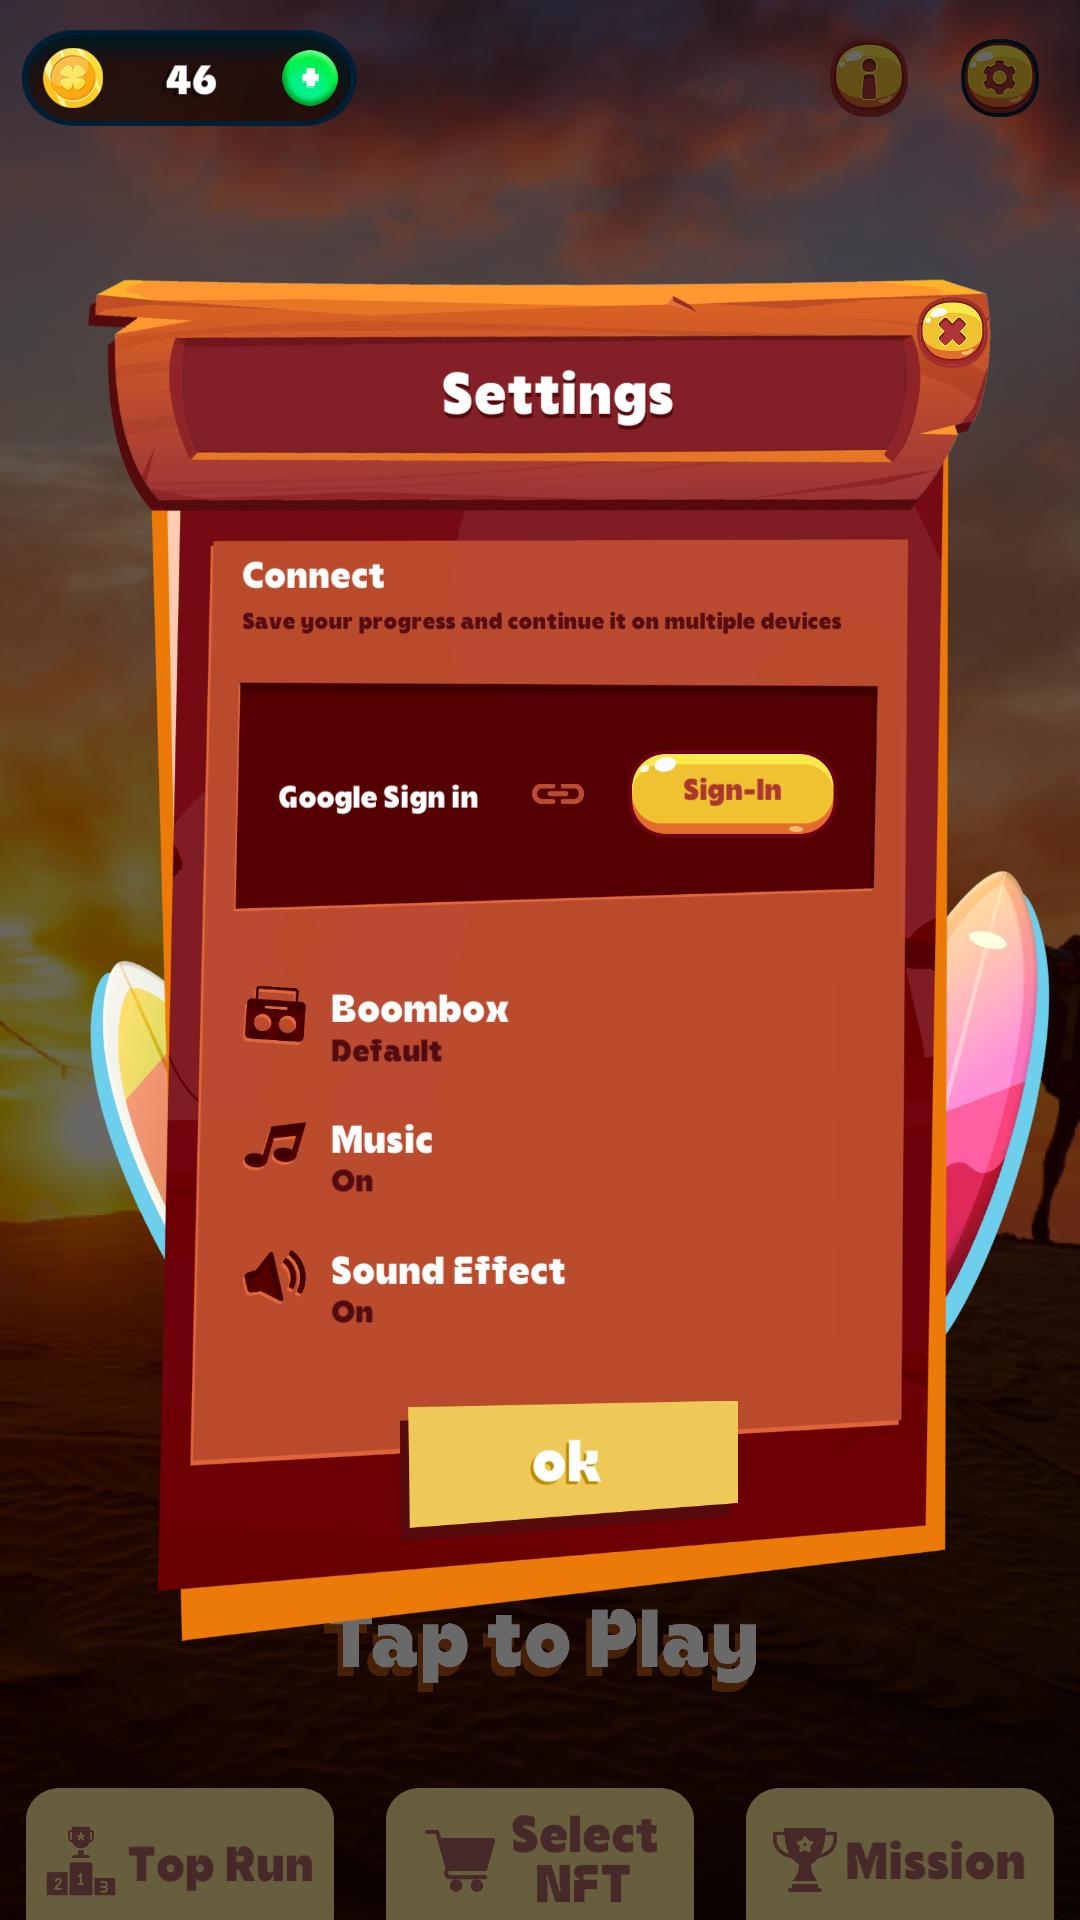 46
Settings
Connect
Save your progress and continue it on multiple devices
Google Sign in
Sign-In
Boombox
Default
Music
On
Sound Effect
On
ok
Tap to Play
2 1 3
Top Run
Select
NFT
Mission